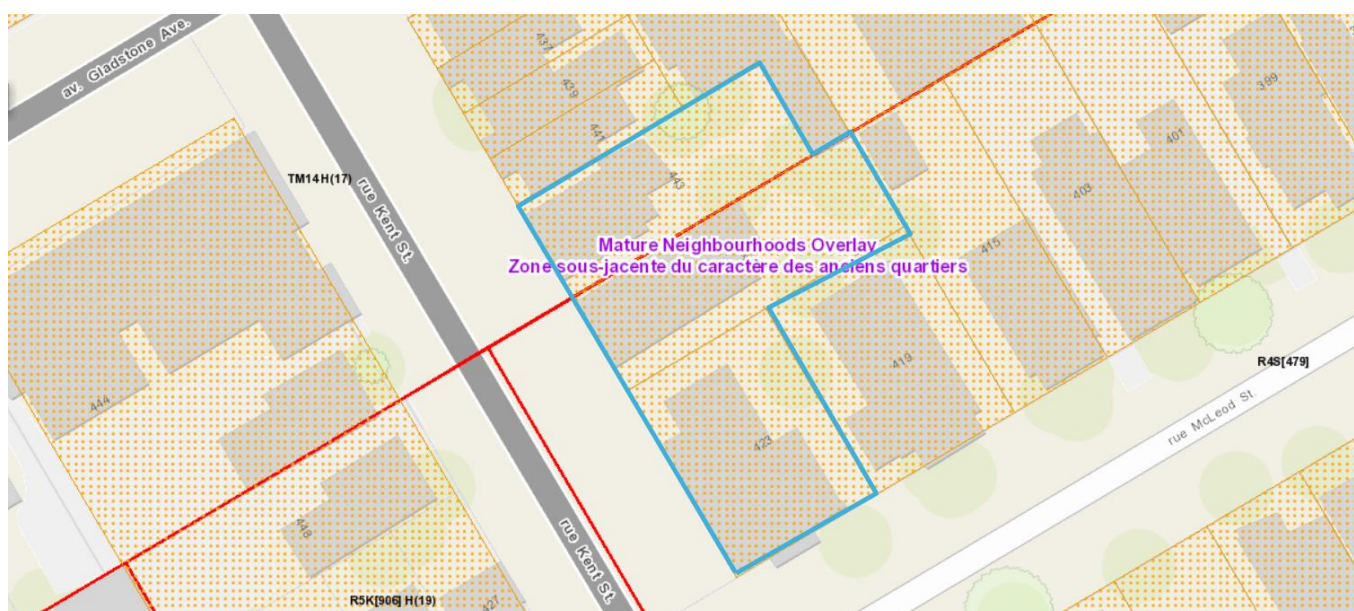 437
av. Gladstone Ave.
439
399
441
401
TM14 H(17)
443
403
rue Kent St.
Mature Neighbourhoods Overlay
Zone sous-jacente du caractère des anciens quartiers
415
419
R4S[479]
444
rue McLeod St.
423
448
rue Kent St.
R5K[906] H(19)
427